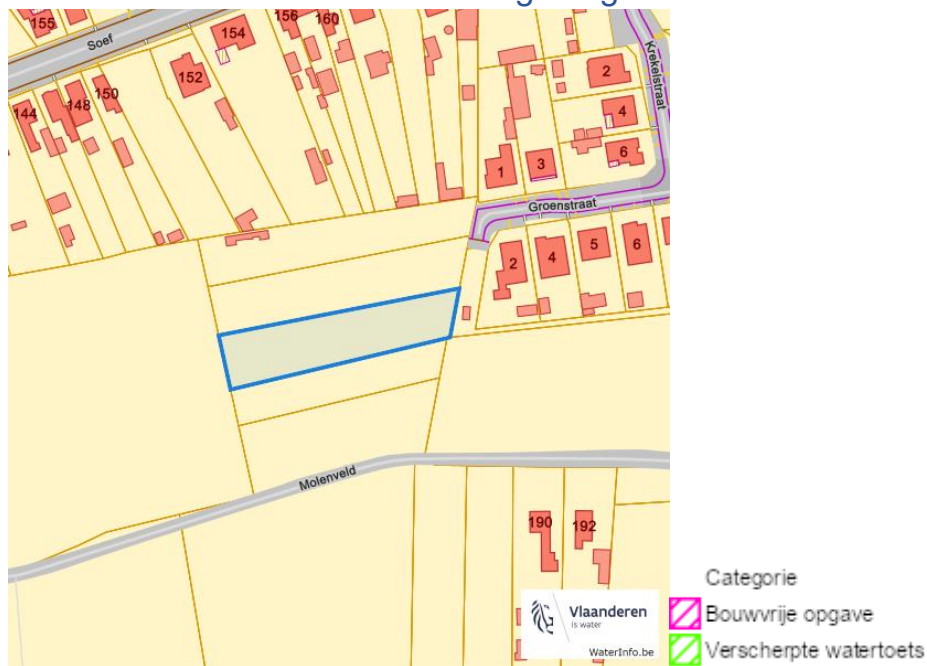 155
Soef
154
156
160
152
148
150
144
Krekelstraat
2
4
6
1
3
Groenstraat
2
4
5
6
Molenveld
190
192
Vlaanderen
is water
WaterInfo.be
Categorie
Bouwvrije opgave
Verscherpte watertoets